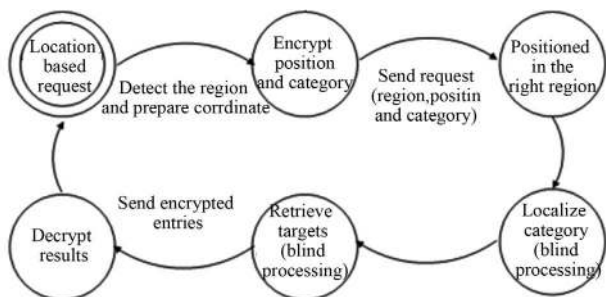 Location
based
request
Detect the region
and prepare corrdinate
Encrypt
position
and category
Send request
(region,positin
and category)
Positioned
in the
right region
Localize
category
(blind
processing)
Retrieve
targets
(blind
processing)
Send encrypted
entries
Decrypt
results